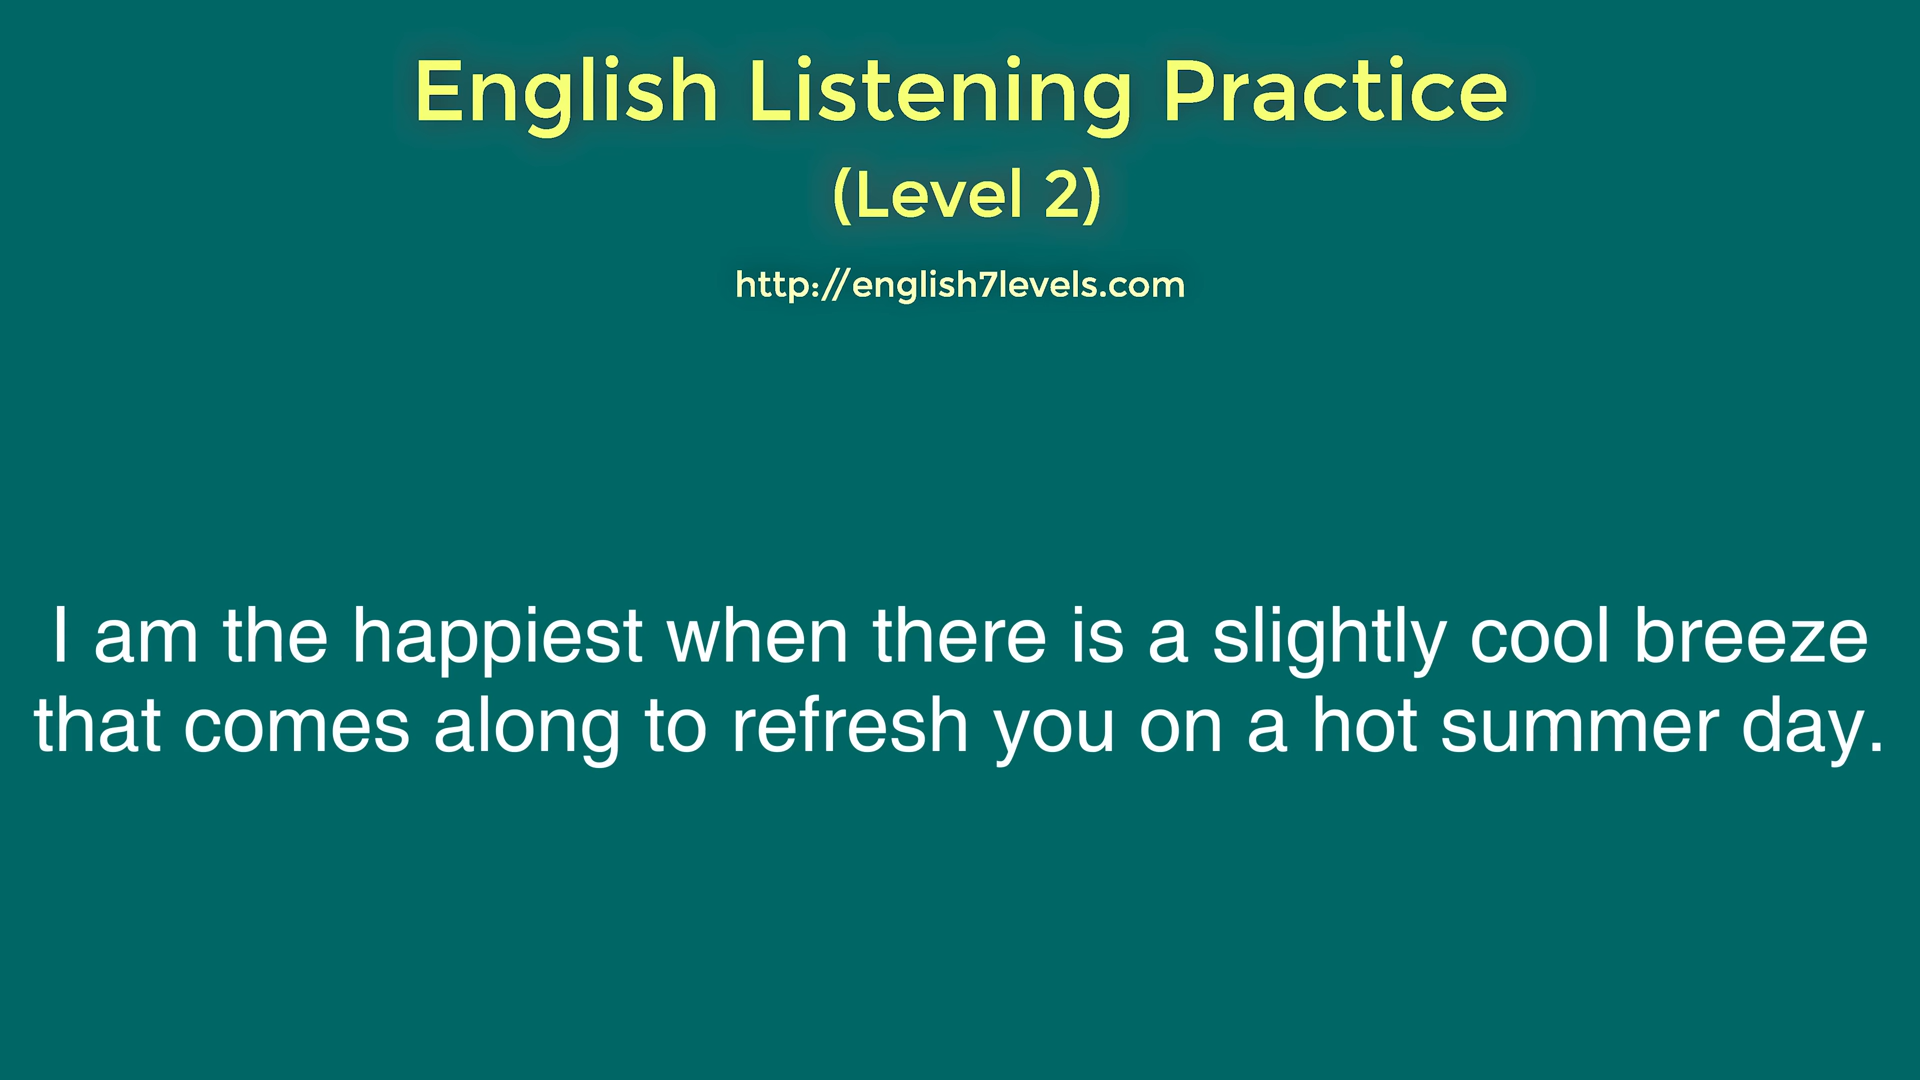 English Listening Practice
(Level 2)
http://english7levels.com
I am the happiest when there is a slightly cool breeze
that comes along to refresh you on a hot summer day.